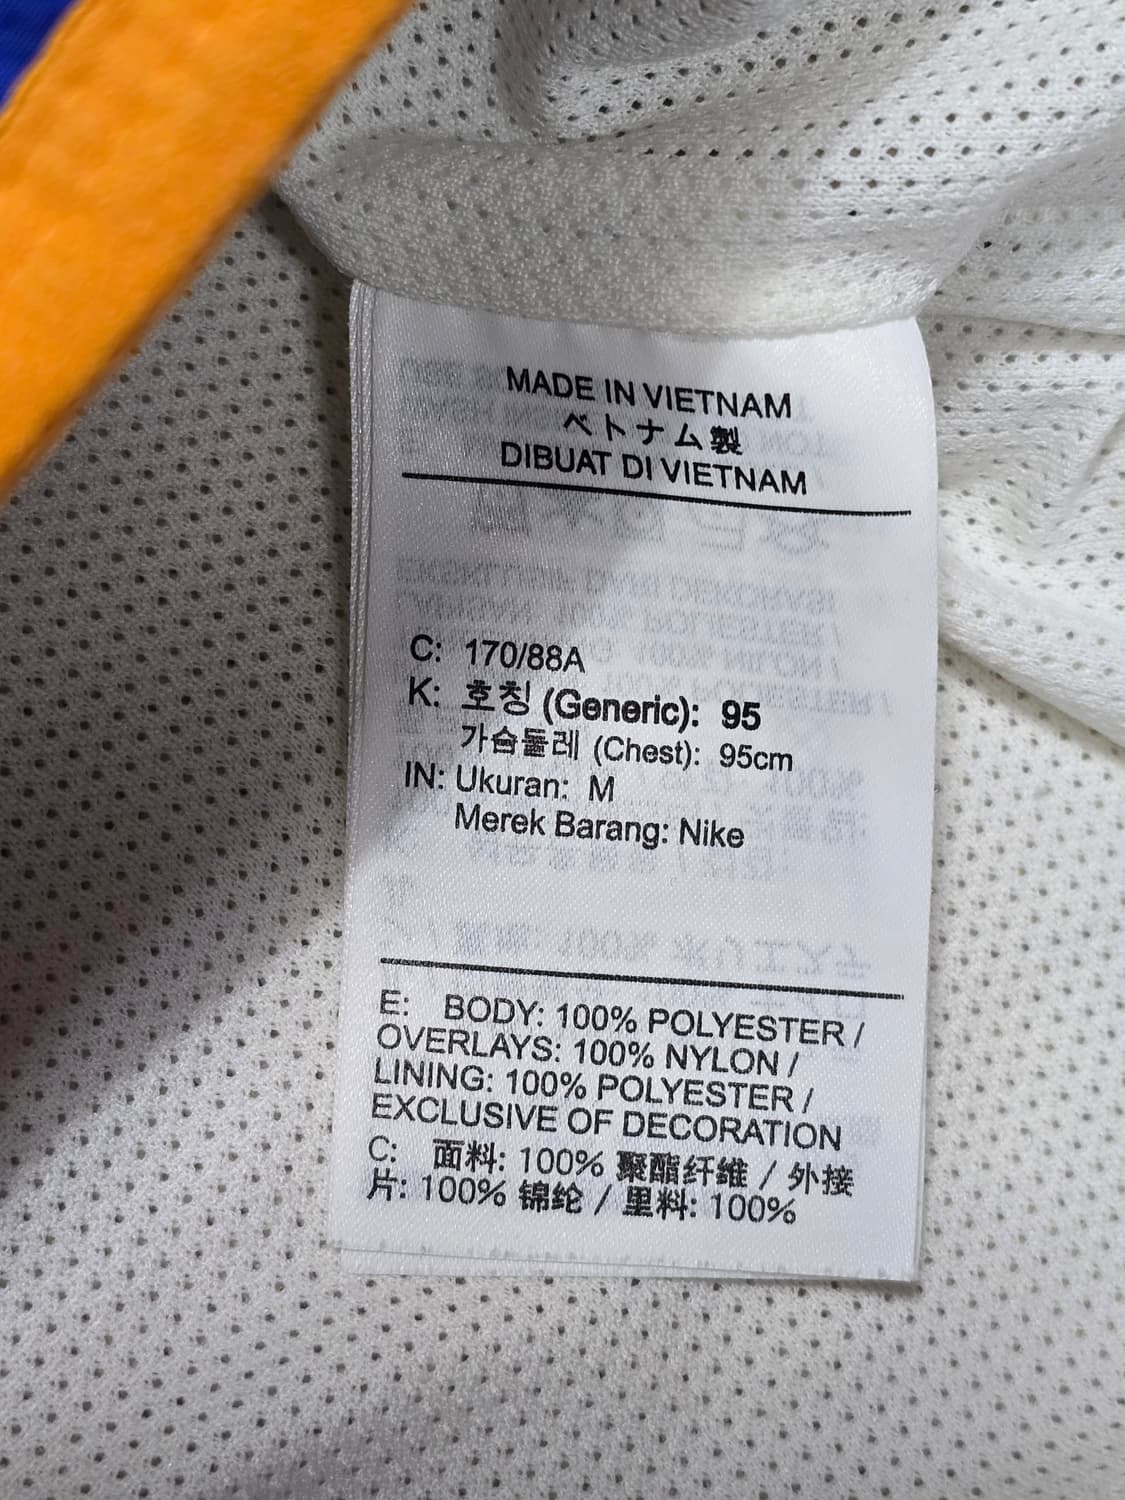 MADE IN VIETNAM
ベトナム製
DIBUAT DI VIETNAM
C: 170/88A
K: 호칭 (Generic): 95
가슴둘레 (Chest): 95cm
IN: Ukuran: M
Merek Barang: Nike
E: BODY: 100% POLYESTER /
OVERLAYS: 100% NYLON /
LINING: 100% POLYESTER /
EXCLUSIVE OF DECORATION
C: 面料: 100% 聚酯纤维 / 外接
片: 100% 锦纶 / 里料: 100%